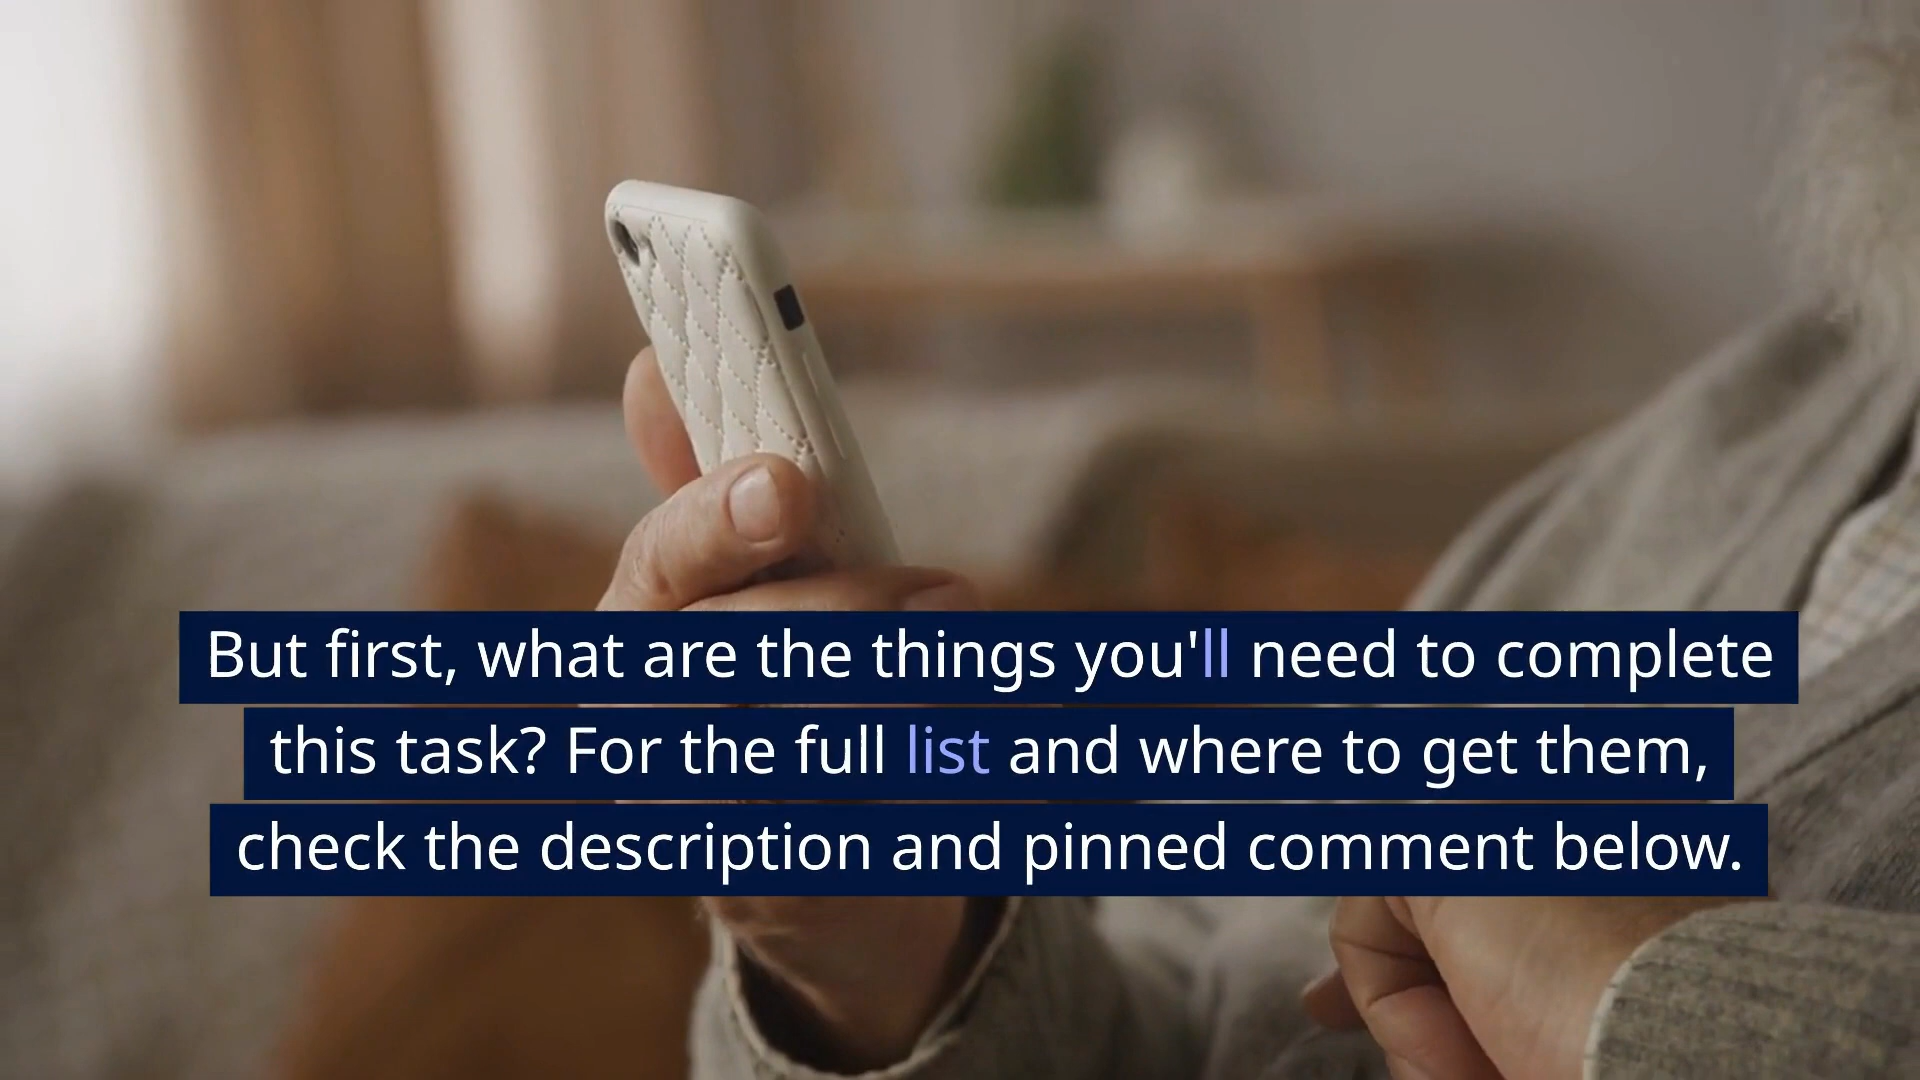 But first, what are the things you'll need to complete
this task? For the full list and where to get them,
check the description and pinned comment below.